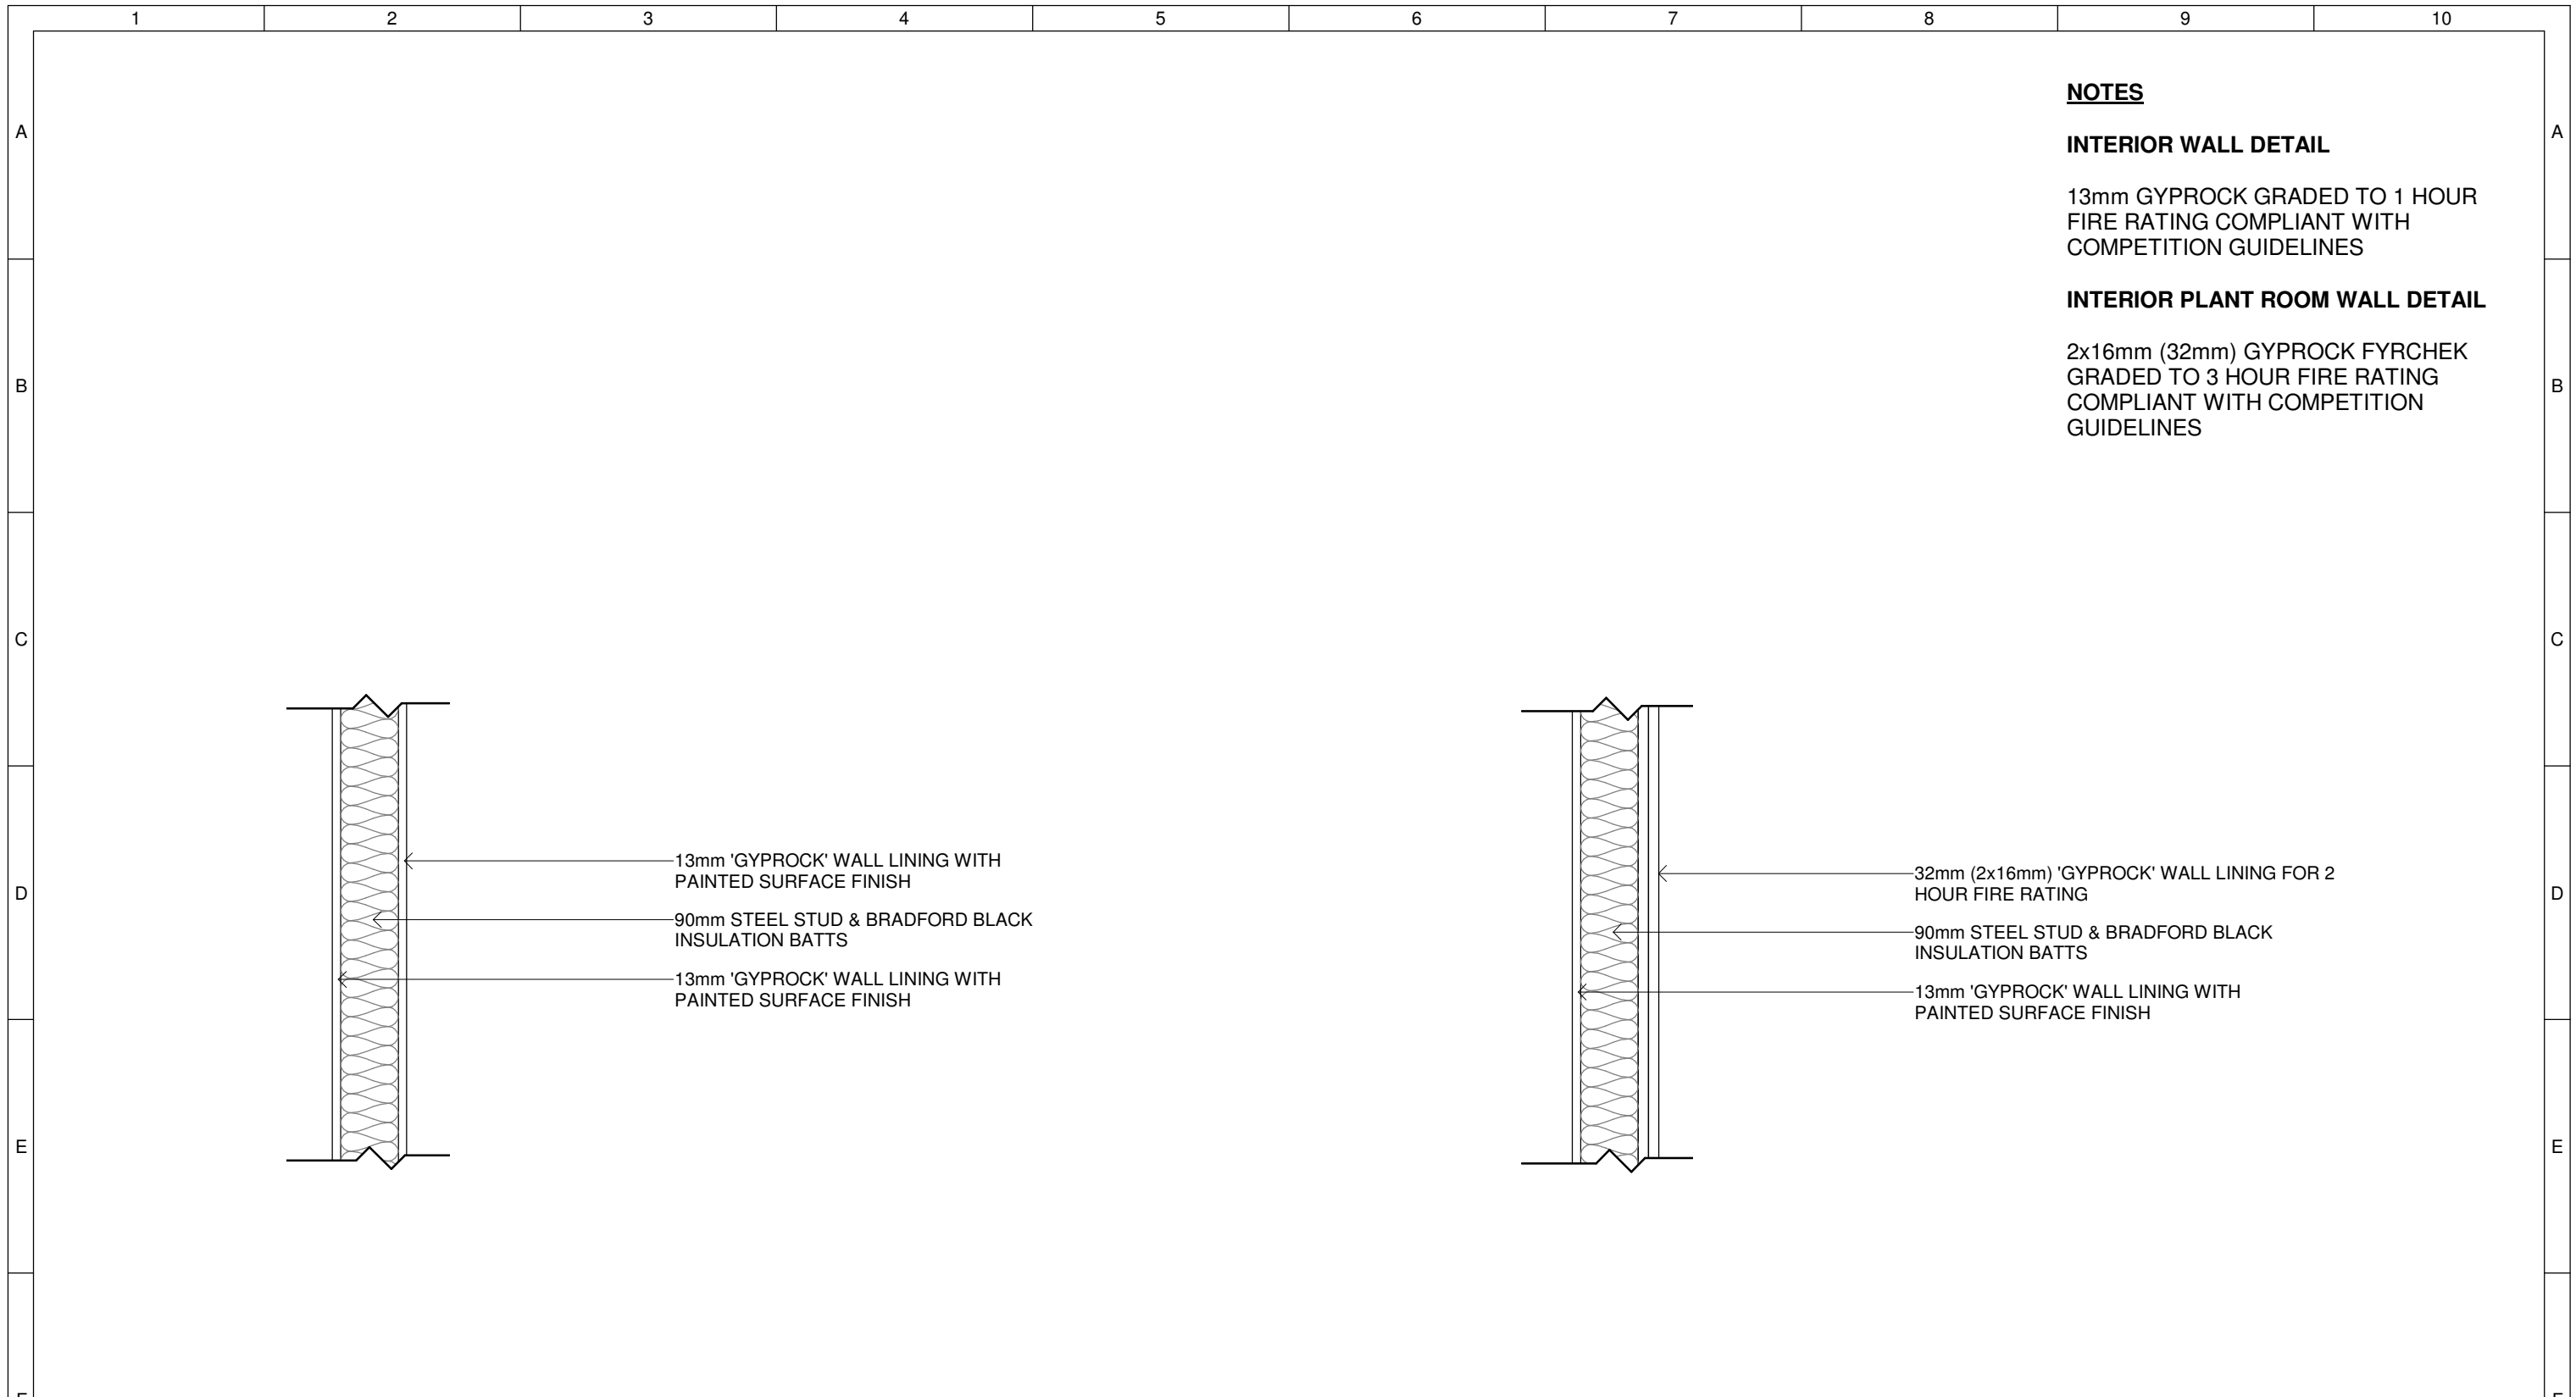 1 2 3 4 5 6 7 8 9 10
A A
NOTES
INTERIOR WALL DETAIL
13mm GYPROCK GRADED TO 1 HOUR
FIRE RATING COMPLIANT WITH
COMPETITION GUIDELINES
INTERIOR PLANT ROOM WALL DETAIL
2x16mm (32mm) GYPROCK FYRCHEK
GRADED TO 3 HOUR FIRE RATING
COMPLIANT WITH COMPETITION
GUIDELINES
B B
C C
13mm 'GYPROCK' WALL LINING WITH
PAINTED SURFACE FINISH
90mm STEEL STUD & BRADFORD BLACK
INSULATION BATTS
13mm 'GYPROCK' WALL LINING WITH
PAINTED SURFACE FINISH
32mm (2x16mm) 'GYPROCK' WALL LINING FOR 2
HOUR FIRE RATING
90mm STEEL STUD & BRADFORD BLACK
INSULATION BATTS
13mm 'GYPROCK' WALL LINING WITH
PAINTED SURFACE FINISH
D D
E E